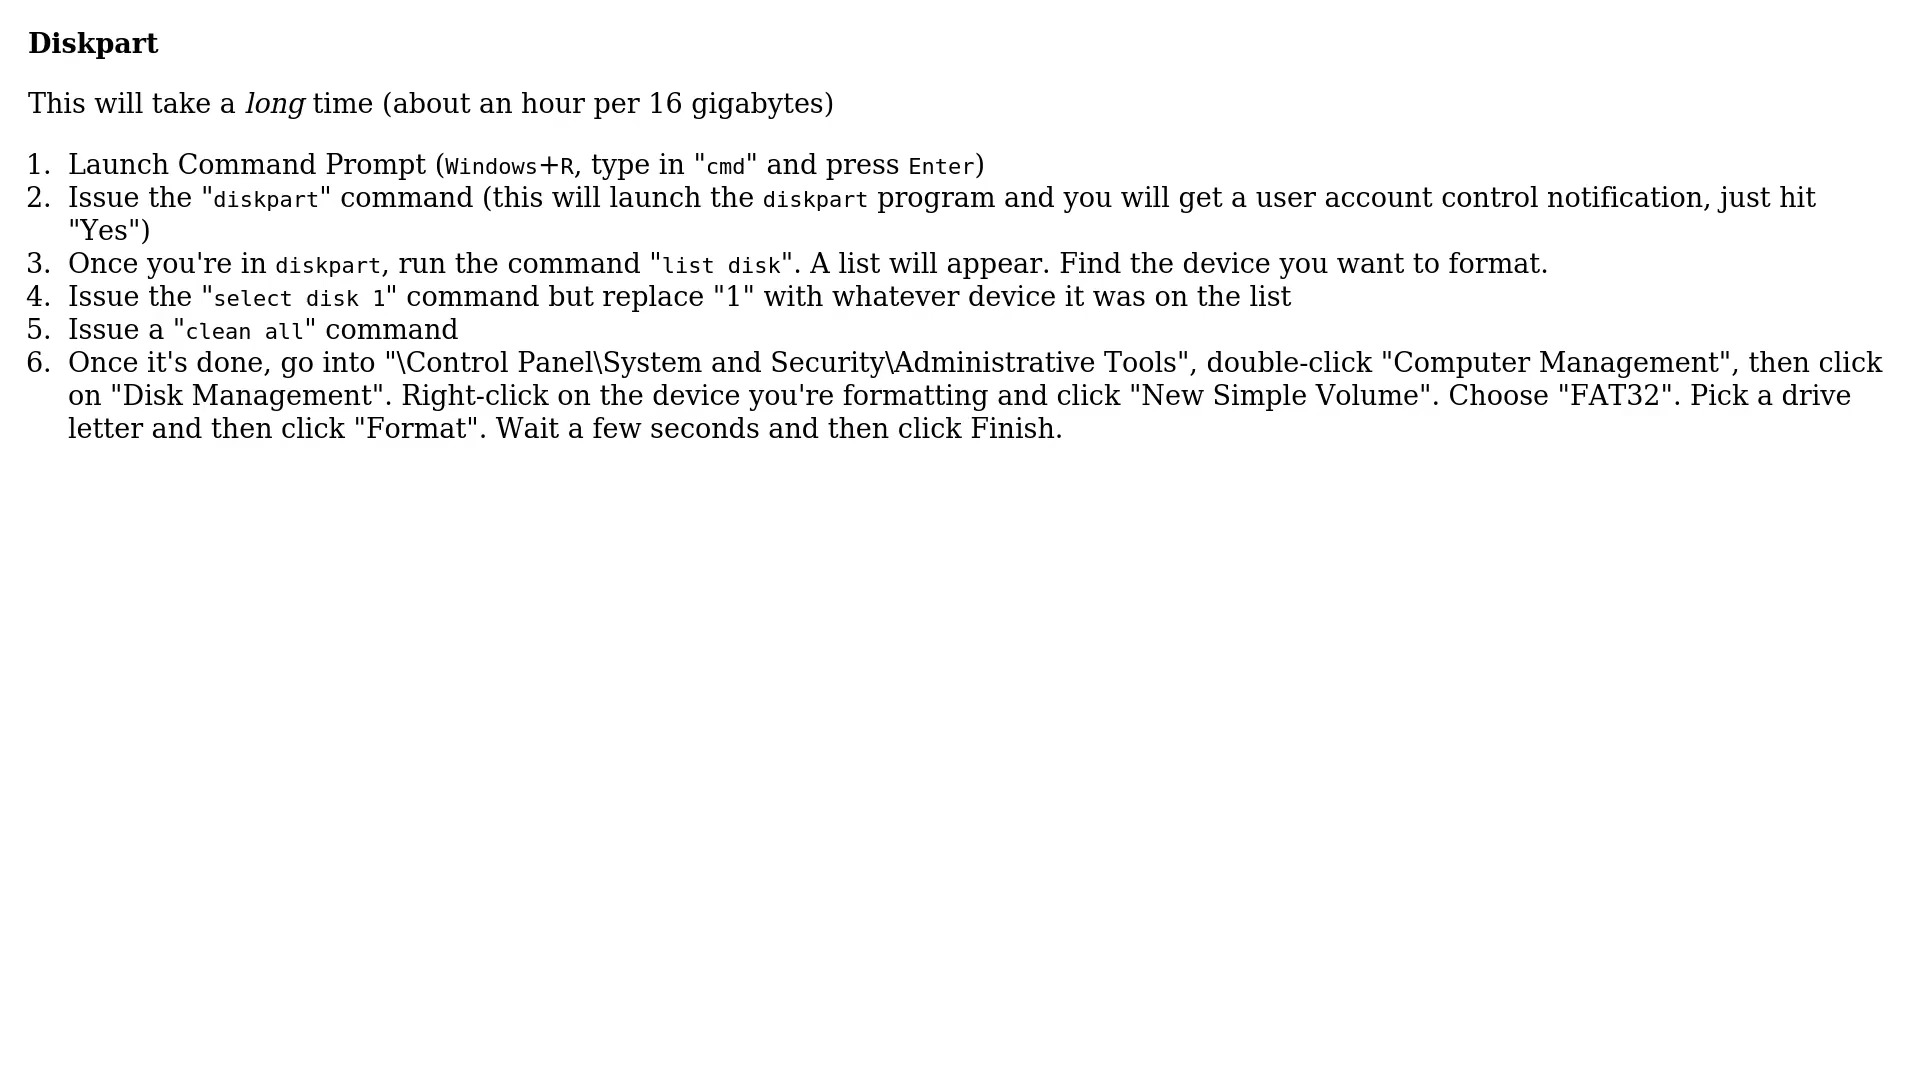 Diskpart
This will take a long time (about an hour per 16 gigabytes)
1. Launch Command Prompt (Windows+R, type in "cmd" and press Enter)
2. Issue the "diskpart" command (this will launch the diskpart program and you will get a user account control notification, just hit
"Yes")
3. Once you're in diskpart, run the command "list disk". A list will appear. Find the device you want to format.
4. Issue the "select disk 1" command but replace "1" with whatever device it was on the list
5. Issue a "clean all" command
6. Once it's done, go into "\Control Panel\System and Security\Administrative Tools", double-click "Computer Management", then click
on "Disk Management". Right-click on the device you're formatting and click "New Simple Volume". Choose "FAT32". Pick a drive
letter and then click "Format". Wait a few seconds and then click Finish.